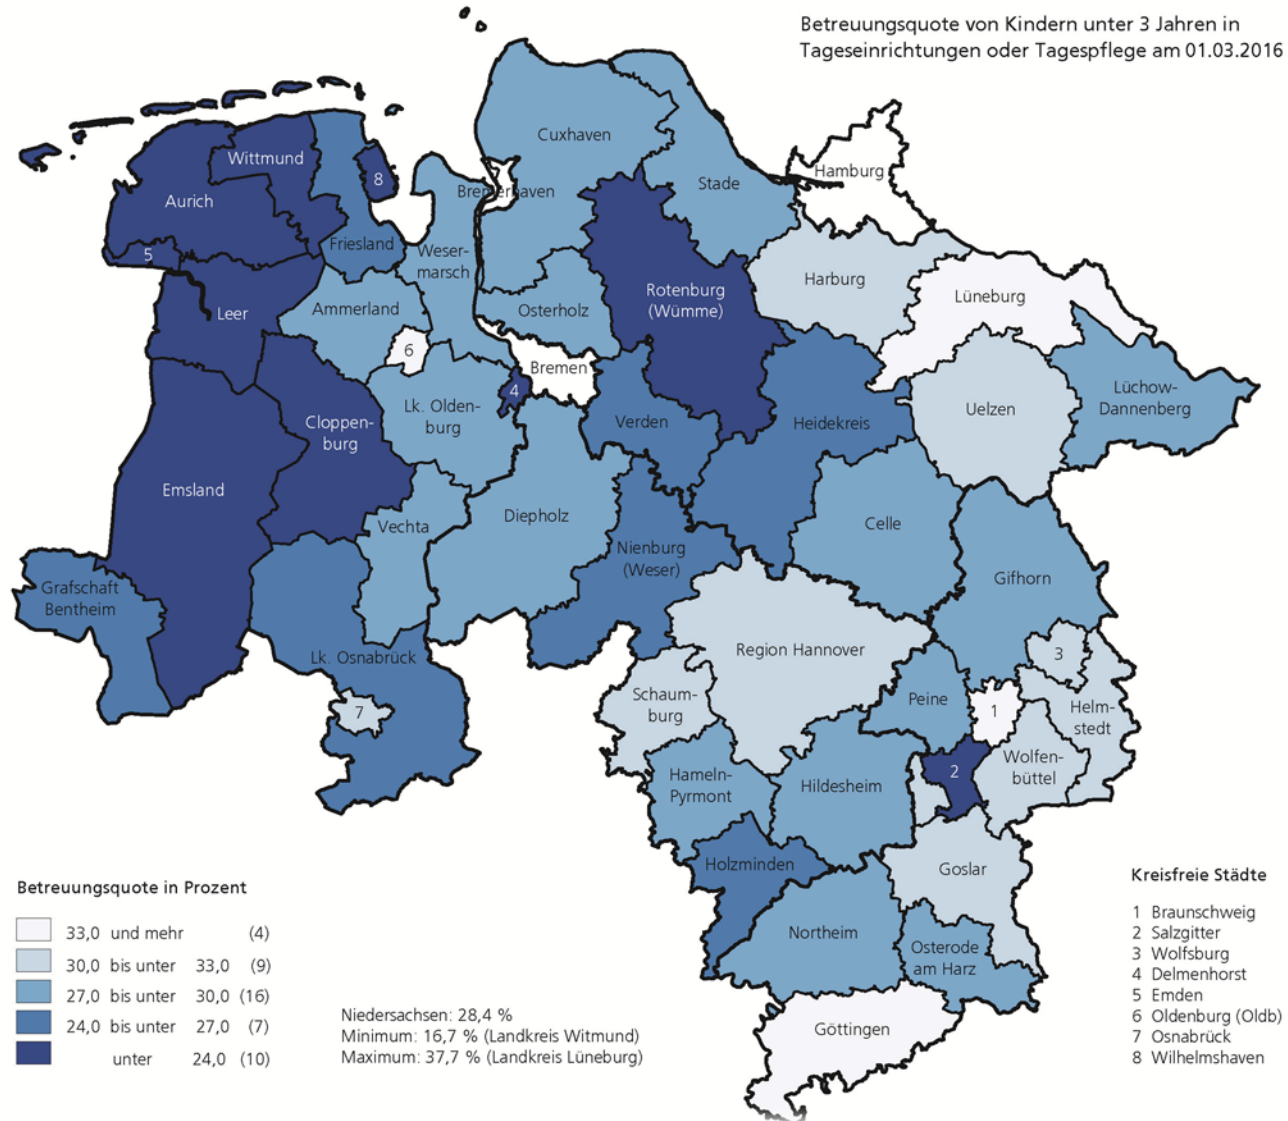 Betreuungsquote von Kindern unter 3 Jahren in
Tageseinrichtungen oder Tagespflege am 01.03.2016
Cuxhaven
Wittmund
8
Stade
Hamburg
Bremerhaven
Aurich
Friesland
Weser-
marsch
5
Harburg
Rotenburg
(Wümme)
Lüneburg
Leer
Ammerland
Osterholz
6
Bremen
4
Lüchow-
Dannenberg
Lk. Olden-
burg
Uelzen
Verden
Heidekreis
Cloppen-
burg
Emsland
Vechta
Diepholz
Celle
Nienburg
(Weser)
Gifhorn
Grafschaft
Bentheim
Region Hannover
3
Lk. Osnabrück
Schaum-
burg
Peine
7
1
Helm-
stedt
Wolfen-
büttel
2
Hameln-
Pyrmont
Hildesheim
Holzminden
Goslar
Northeim
Osterode
am Harz
Göttingen
Betreuungsquote in Prozent
33,0 und mehr (4)
30,0 bis unter 33,0 (9)
27,0 bis unter 30,0 (16)
24,0 bis unter 27,0 (7)
unter 24,0 (10)
Niedersachsen: 28,4 %
Minimum: 16,7 % (Landkreis Witmund)
Maximum: 37,7 % (Landkreis Lüneburg)
Kreisfreie Städte
1 Braunschweig
2 Salzgitter
3 Wolfsburg
4 Delmenhorst
5 Emden
6 Oldenburg (Oldb)
7 Osnabrück
8 Wilhelmshaven